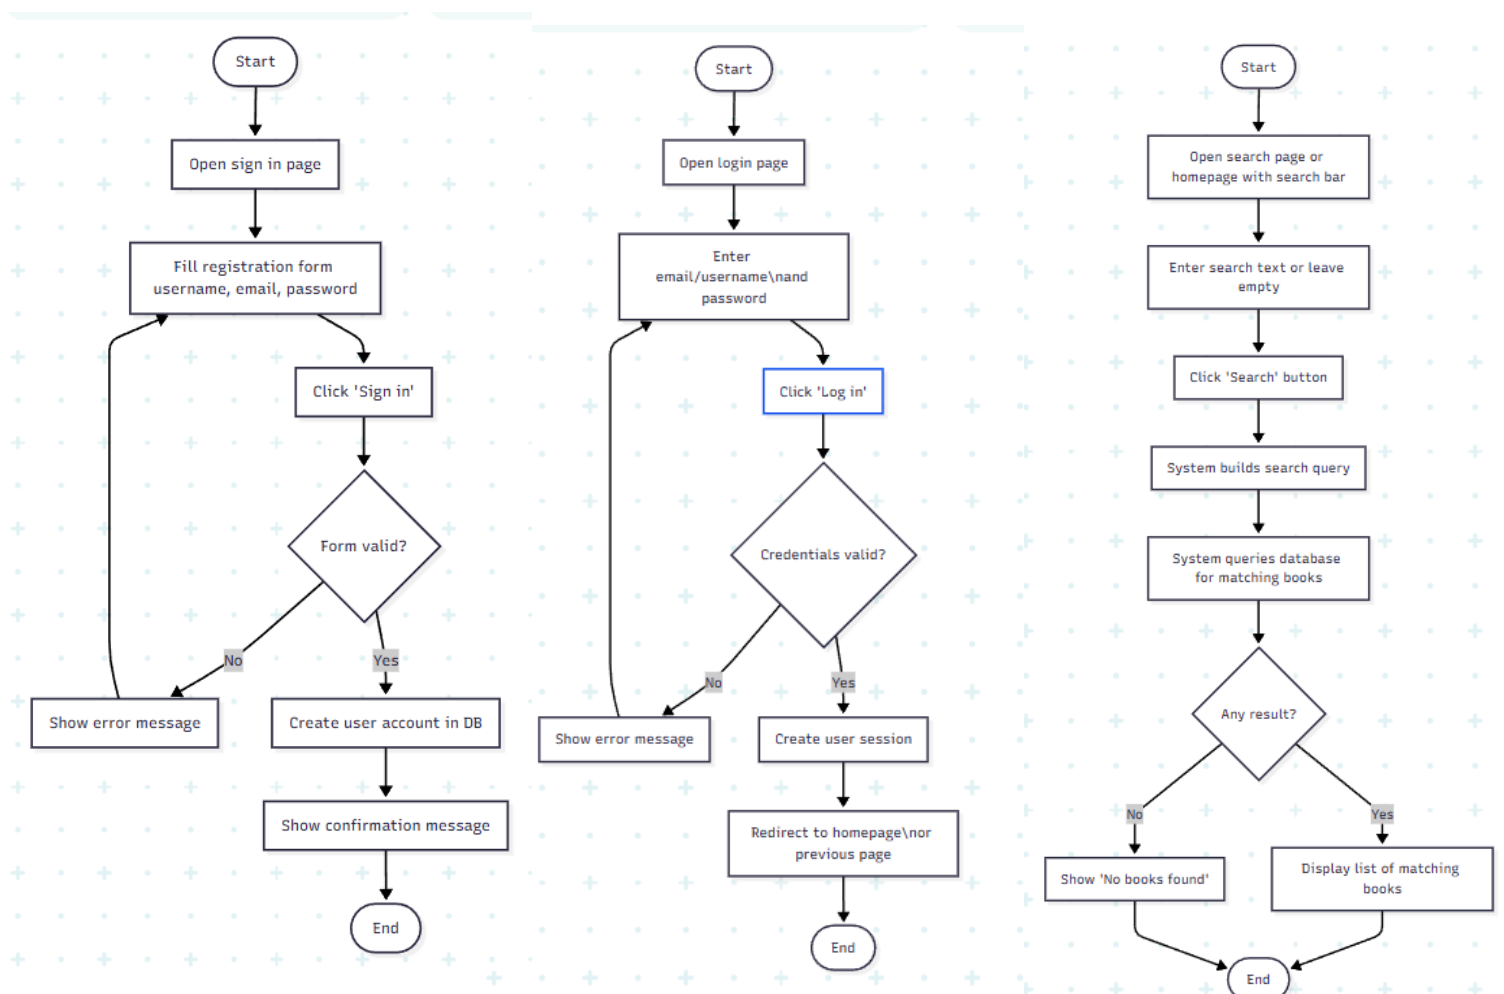 Start
Open sign in page
Fill registration form
username, email, password
Click 'Sign in'
Form valid?
No
Yes
Show error message
Create user account in DB
Show confirmation message
End
Start
Open login page
Enter
email/username\nand
password
Click 'Log in'
Credentials valid?
No
Yes
Show error message
Create user session
Redirect to homepage\nor
previous page
End
Start
Open search page or
homepage with search bar
Enter search text or leave
empty
Click 'Search' button
System builds search query
System queries database
for matching books
Any result?
No
Yes
Show 'No books found'
Display list of matching
books
End